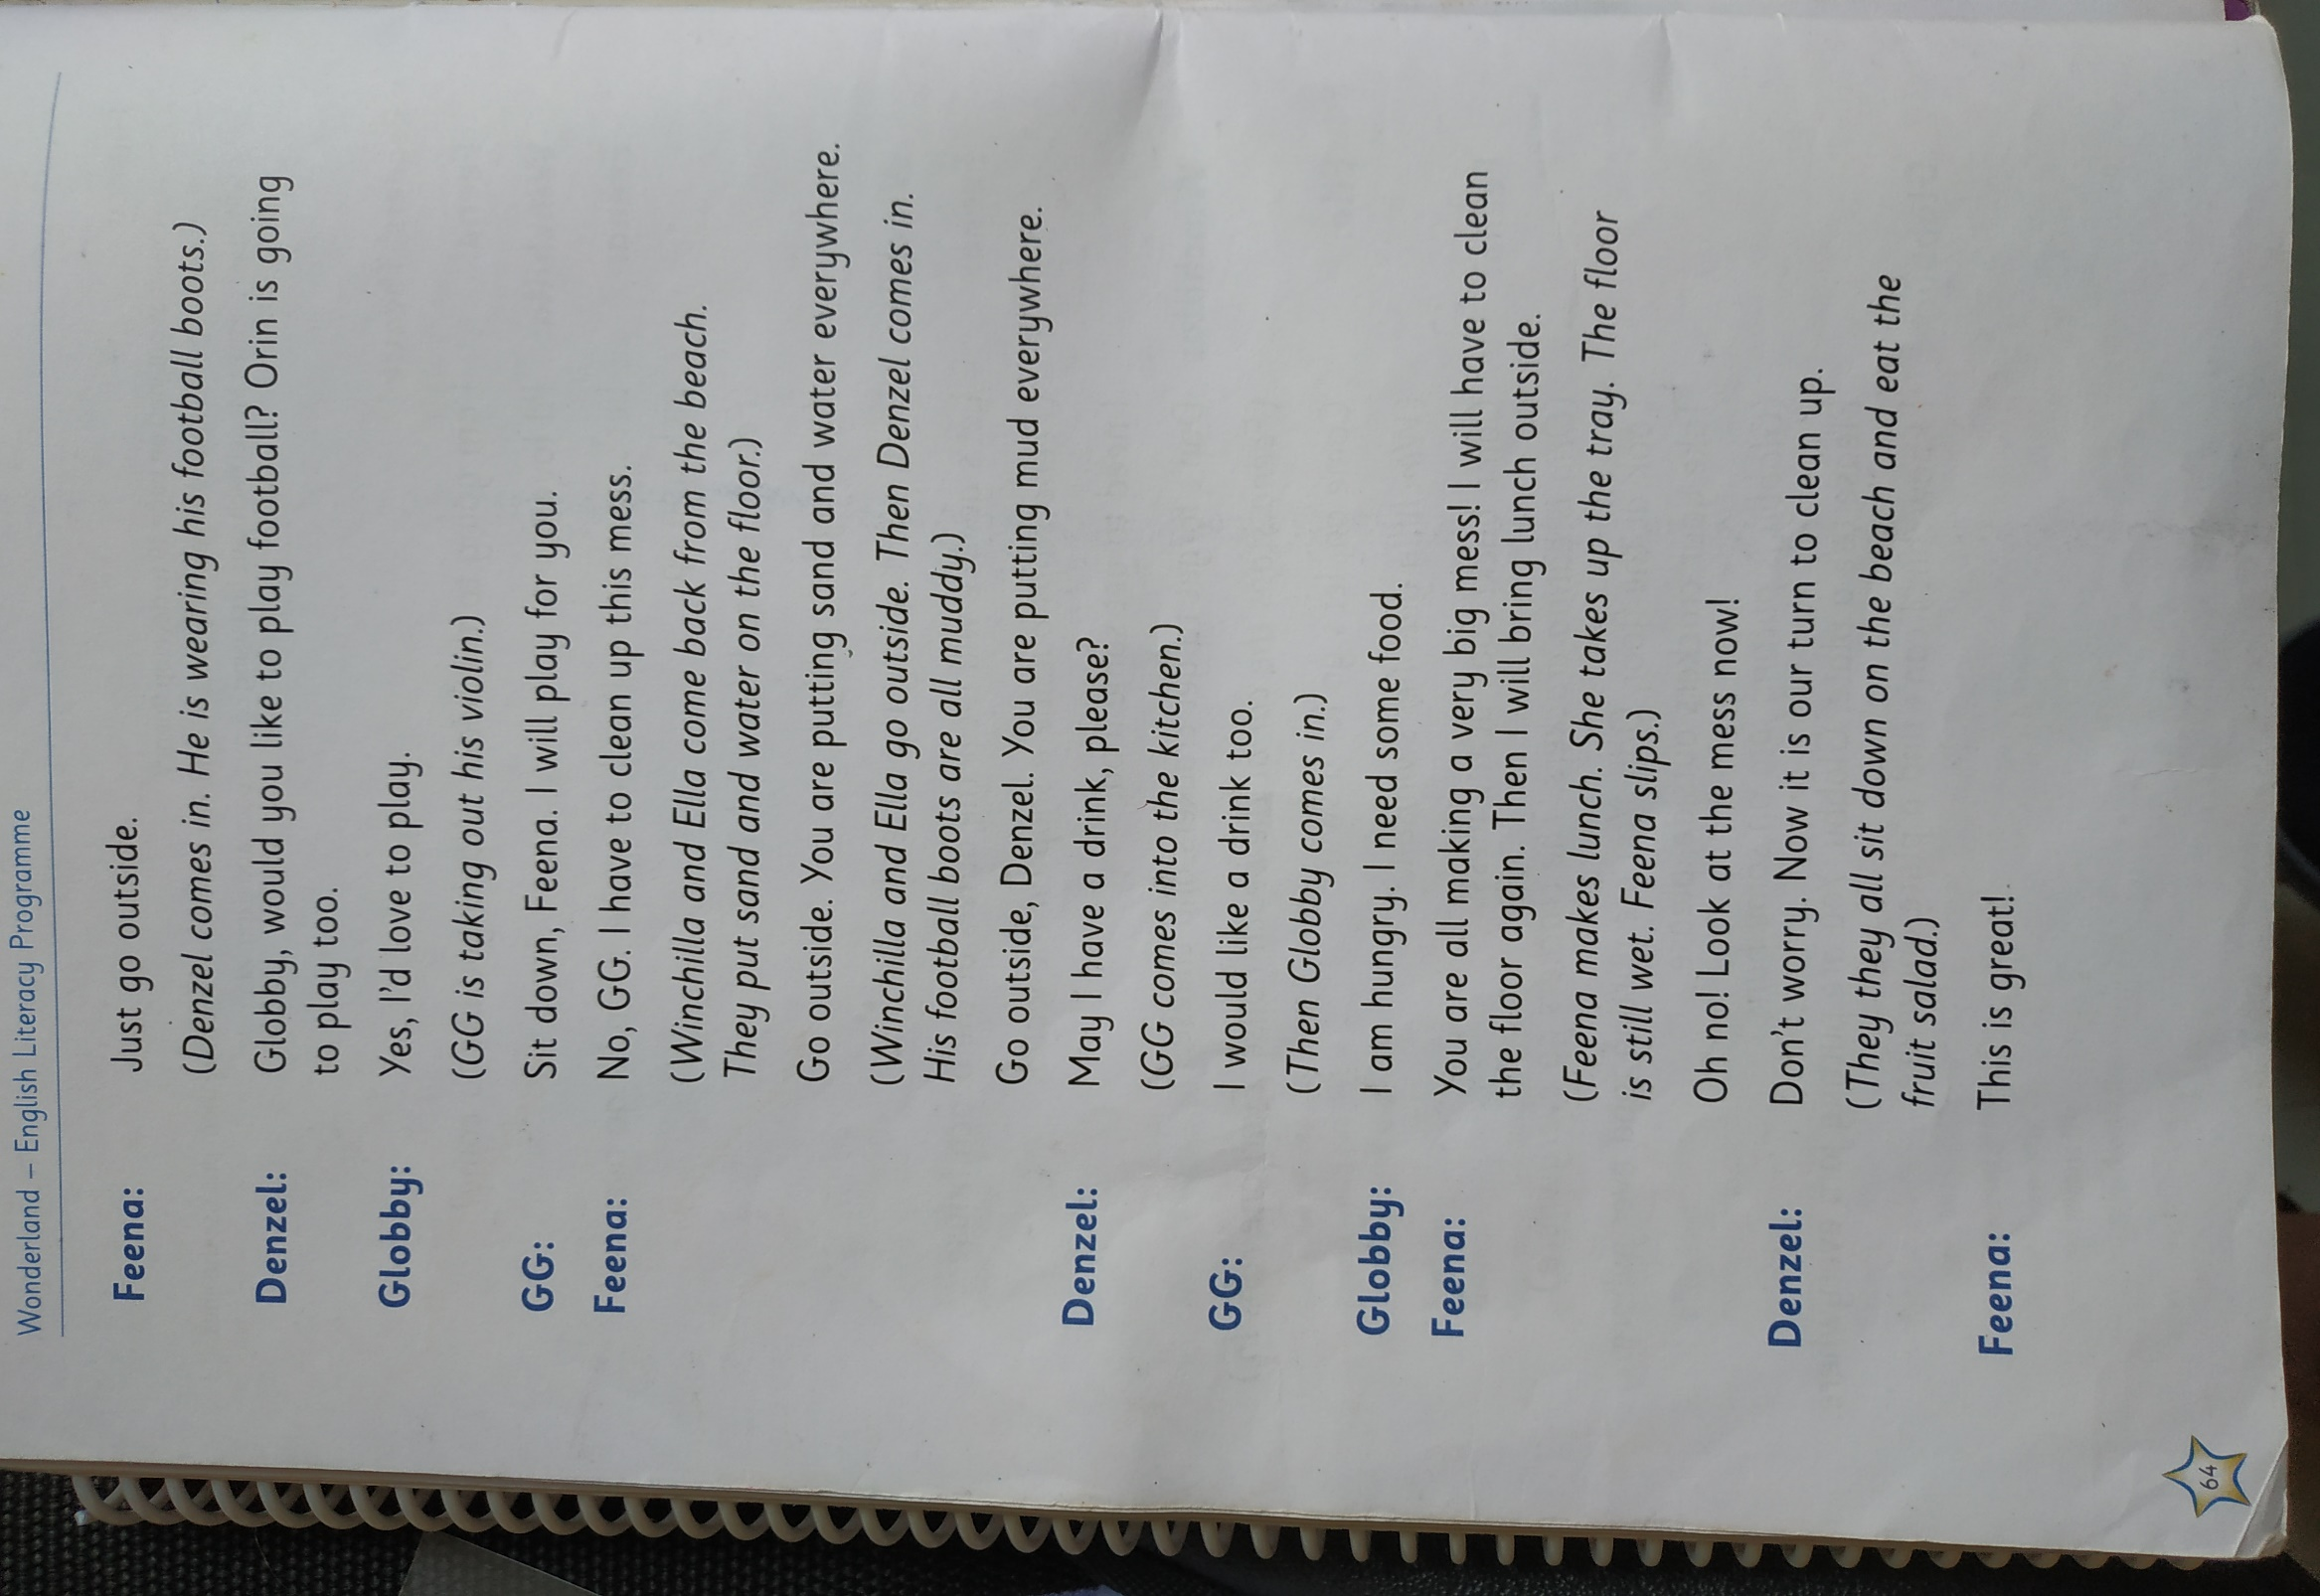 Wonderland – English Literacy Programme
Feena: Just go outside.
(Denzel comes in. He is wearing his football boots.)
Denzel: Globby, would you like to play football? Orin is going
to play too.
Globby: Yes, I'd love to play.
(GG is taking out his violin.)
GG: Sit down, Feena. I will play for you.
Feena: No, GG. I have to clean up this mess.
(Winchilla and Ella come back from the beach.
They put sand and water on the floor.)
Go outside. You are putting sand and water everywhere.
(Winchilla and Ella go outside. Then Denzel comes in.
His football boots are all muddy.)
Go outside, Denzel. You are putting mud everywhere.
Denzel: May I have a drink, please?
(GG comes into the kitchen.)
GG: I would like a drink too.
(Then Globby comes in.)
Globby: I am hungry. I need some food.
Feena: You are all making a very big mess! I will have to clean
the floor again. Then I will bring lunch outside.
(Feena makes lunch. She takes up the tray. The floor
is still wet. Feena slips.)
Oh no! Look at the mess now!
Denzel: Don't worry. Now it is our turn to clean up.
(They they all sit down on the beach and eat the
fruit salad.)
Feena: This is great!
64